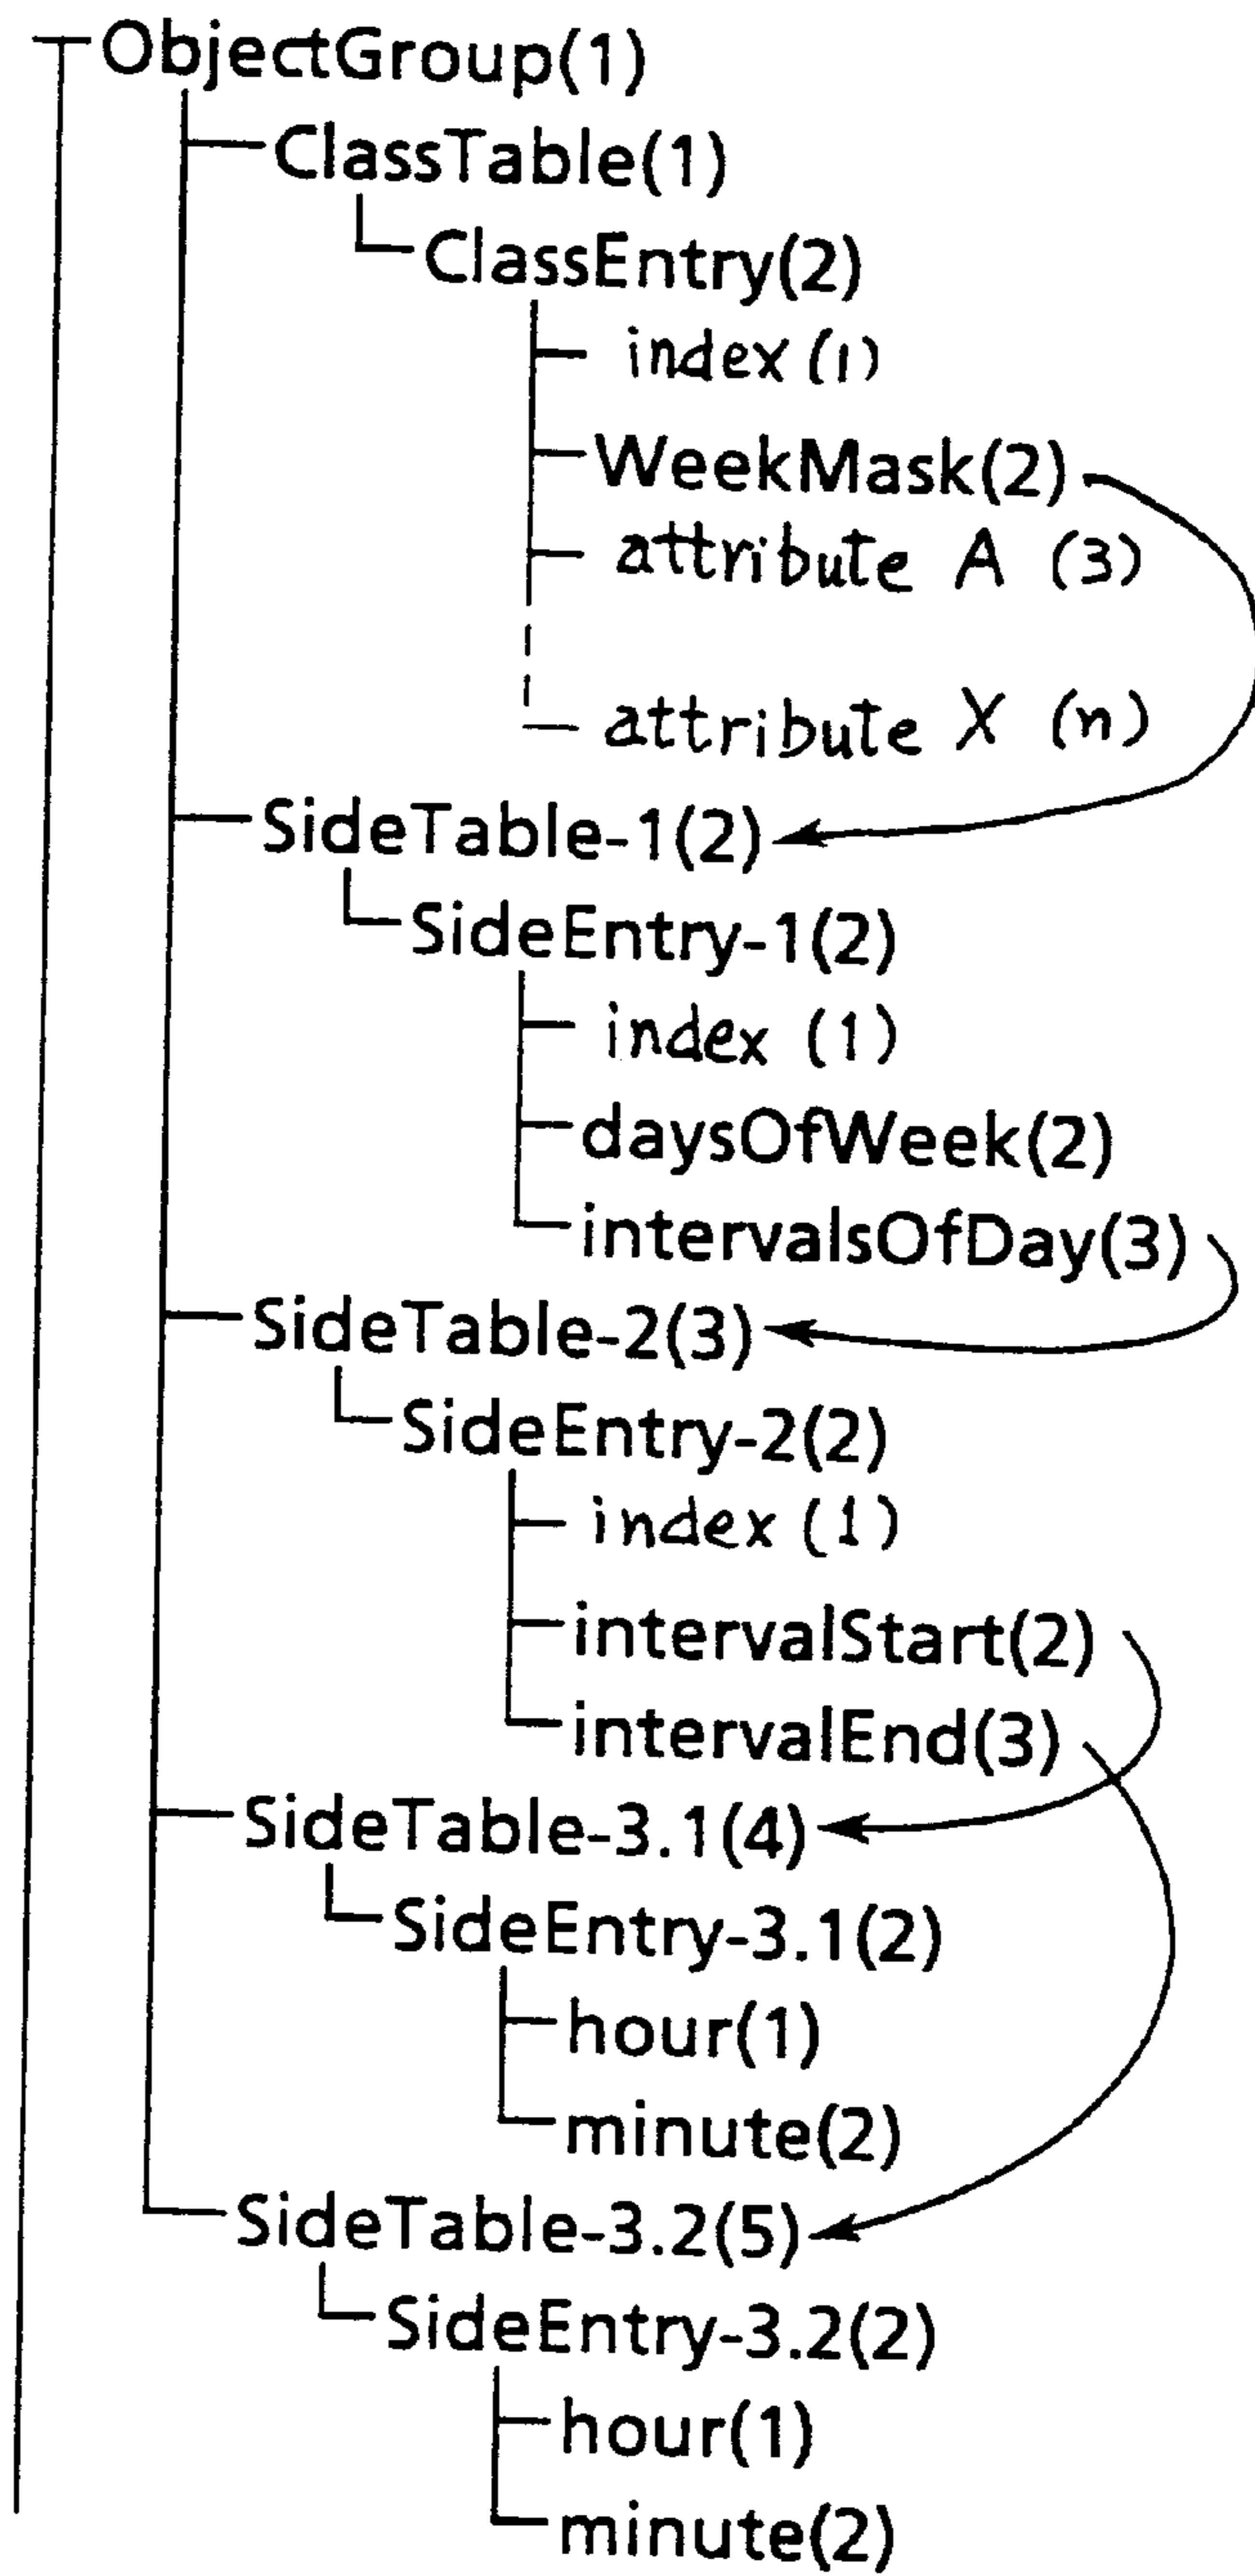 ObjectGroup(1)
ClassTable(1)
ClassEntry(2)
index (1)
WeekMask(2)
attribute A (3)
attribute X (n)
SideTable-1(2)
SideEntry-1(2)
index (1)
daysOfWeek(2)
intervalsOfDay(3)
SideTable-2(3)
SideEntry-2(2)
index (1)
intervalStart(2)
intervalEnd(3)
SideTable-3.1(4)
SideEntry-3.1(2)
hour(1)
minute(2)
SideTable-3.2(5)
SideEntry-3.2(2)
hour(1)
minute(2)